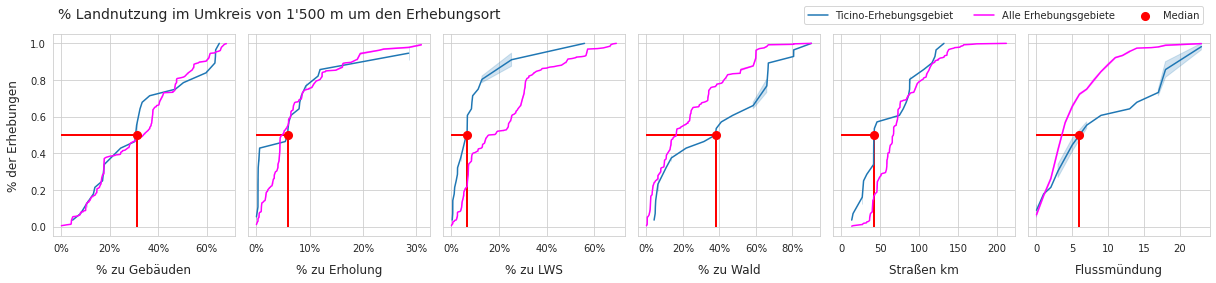 % Landnutzung im Umkreis von 1'500 m um den Erhebungsort
Ticino-Erhebungsgebiet Alle Erhebungsgebiete Median
% der Erhebungen
1.0
0.8
0.6
0.4
0.2
0.0
0% 20% 40% 60%
0% 10% 20% 30%
0% 20% 40% 60%
0% 20% 40% 60% 80%
0 50 100 150 200
0 5 10 15 20
% zu Gebäuden
% zu Erholung
% zu LWS
% zu Wald
Straßen km
Flussmündung